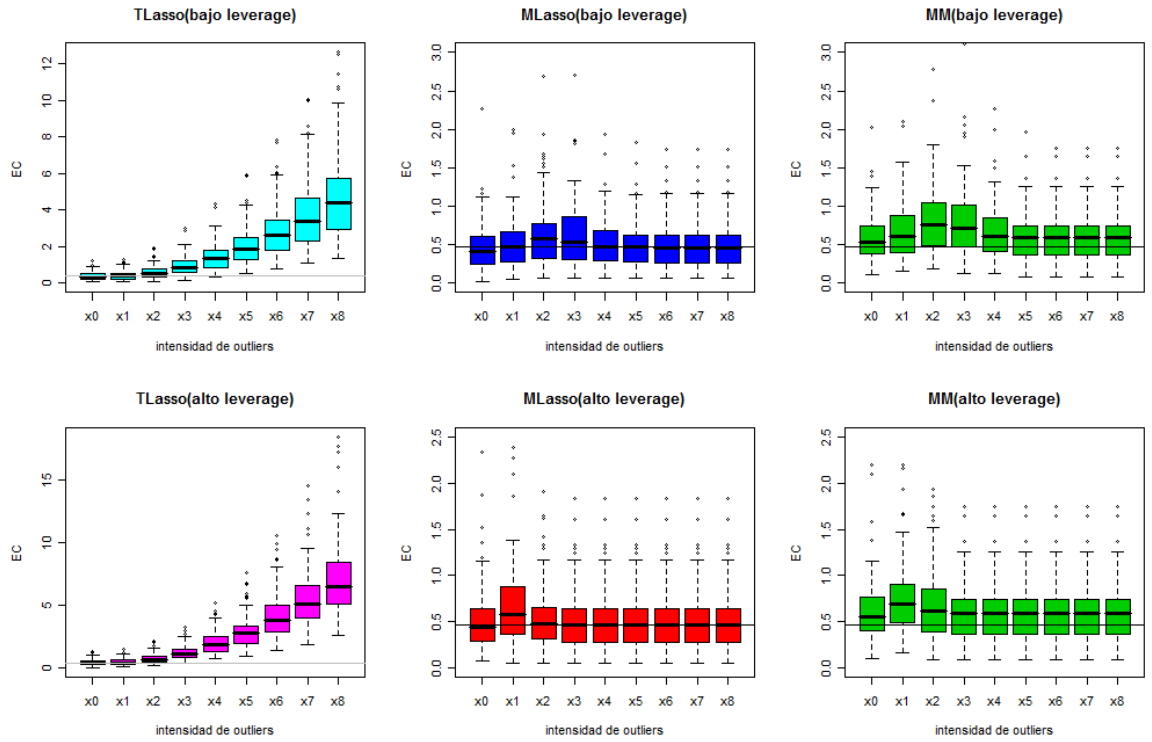 TLasso(bajo leverage)
EC
0
2
4
6
8
10
12
x0 x1 x2 x3 x4 x5 x6 x7 x8
intensidad de outliers
MLasso(bajo leverage)
EC
0.0
0.5
1.0
1.5
2.0
2.5
3.0
x0 x1 x2 x3 x4 x5 x6 x7 x8
intensidad de outliers
MM(bajo leverage)
EC
0.0
0.5
1.0
1.5
2.0
2.5
3.0
x0 x1 x2 x3 x4 x5 x6 x7 x8
intensidad de outliers
TLasso(alto leverage)
EC
0
5
10
15
x0 x1 x2 x3 x4 x5 x6 x7 x8
intensidad de outliers
MLasso(alto leverage)
EC
0.0
0.5
1.0
1.5
2.0
2.5
x0 x1 x2 x3 x4 x5 x6 x7 x8
intensidad de outliers
MM(alto leverage)
EC
0.0
0.5
1.0
1.5
2.0
2.5
x0 x1 x2 x3 x4 x5 x6 x7 x8
intensidad de outliers